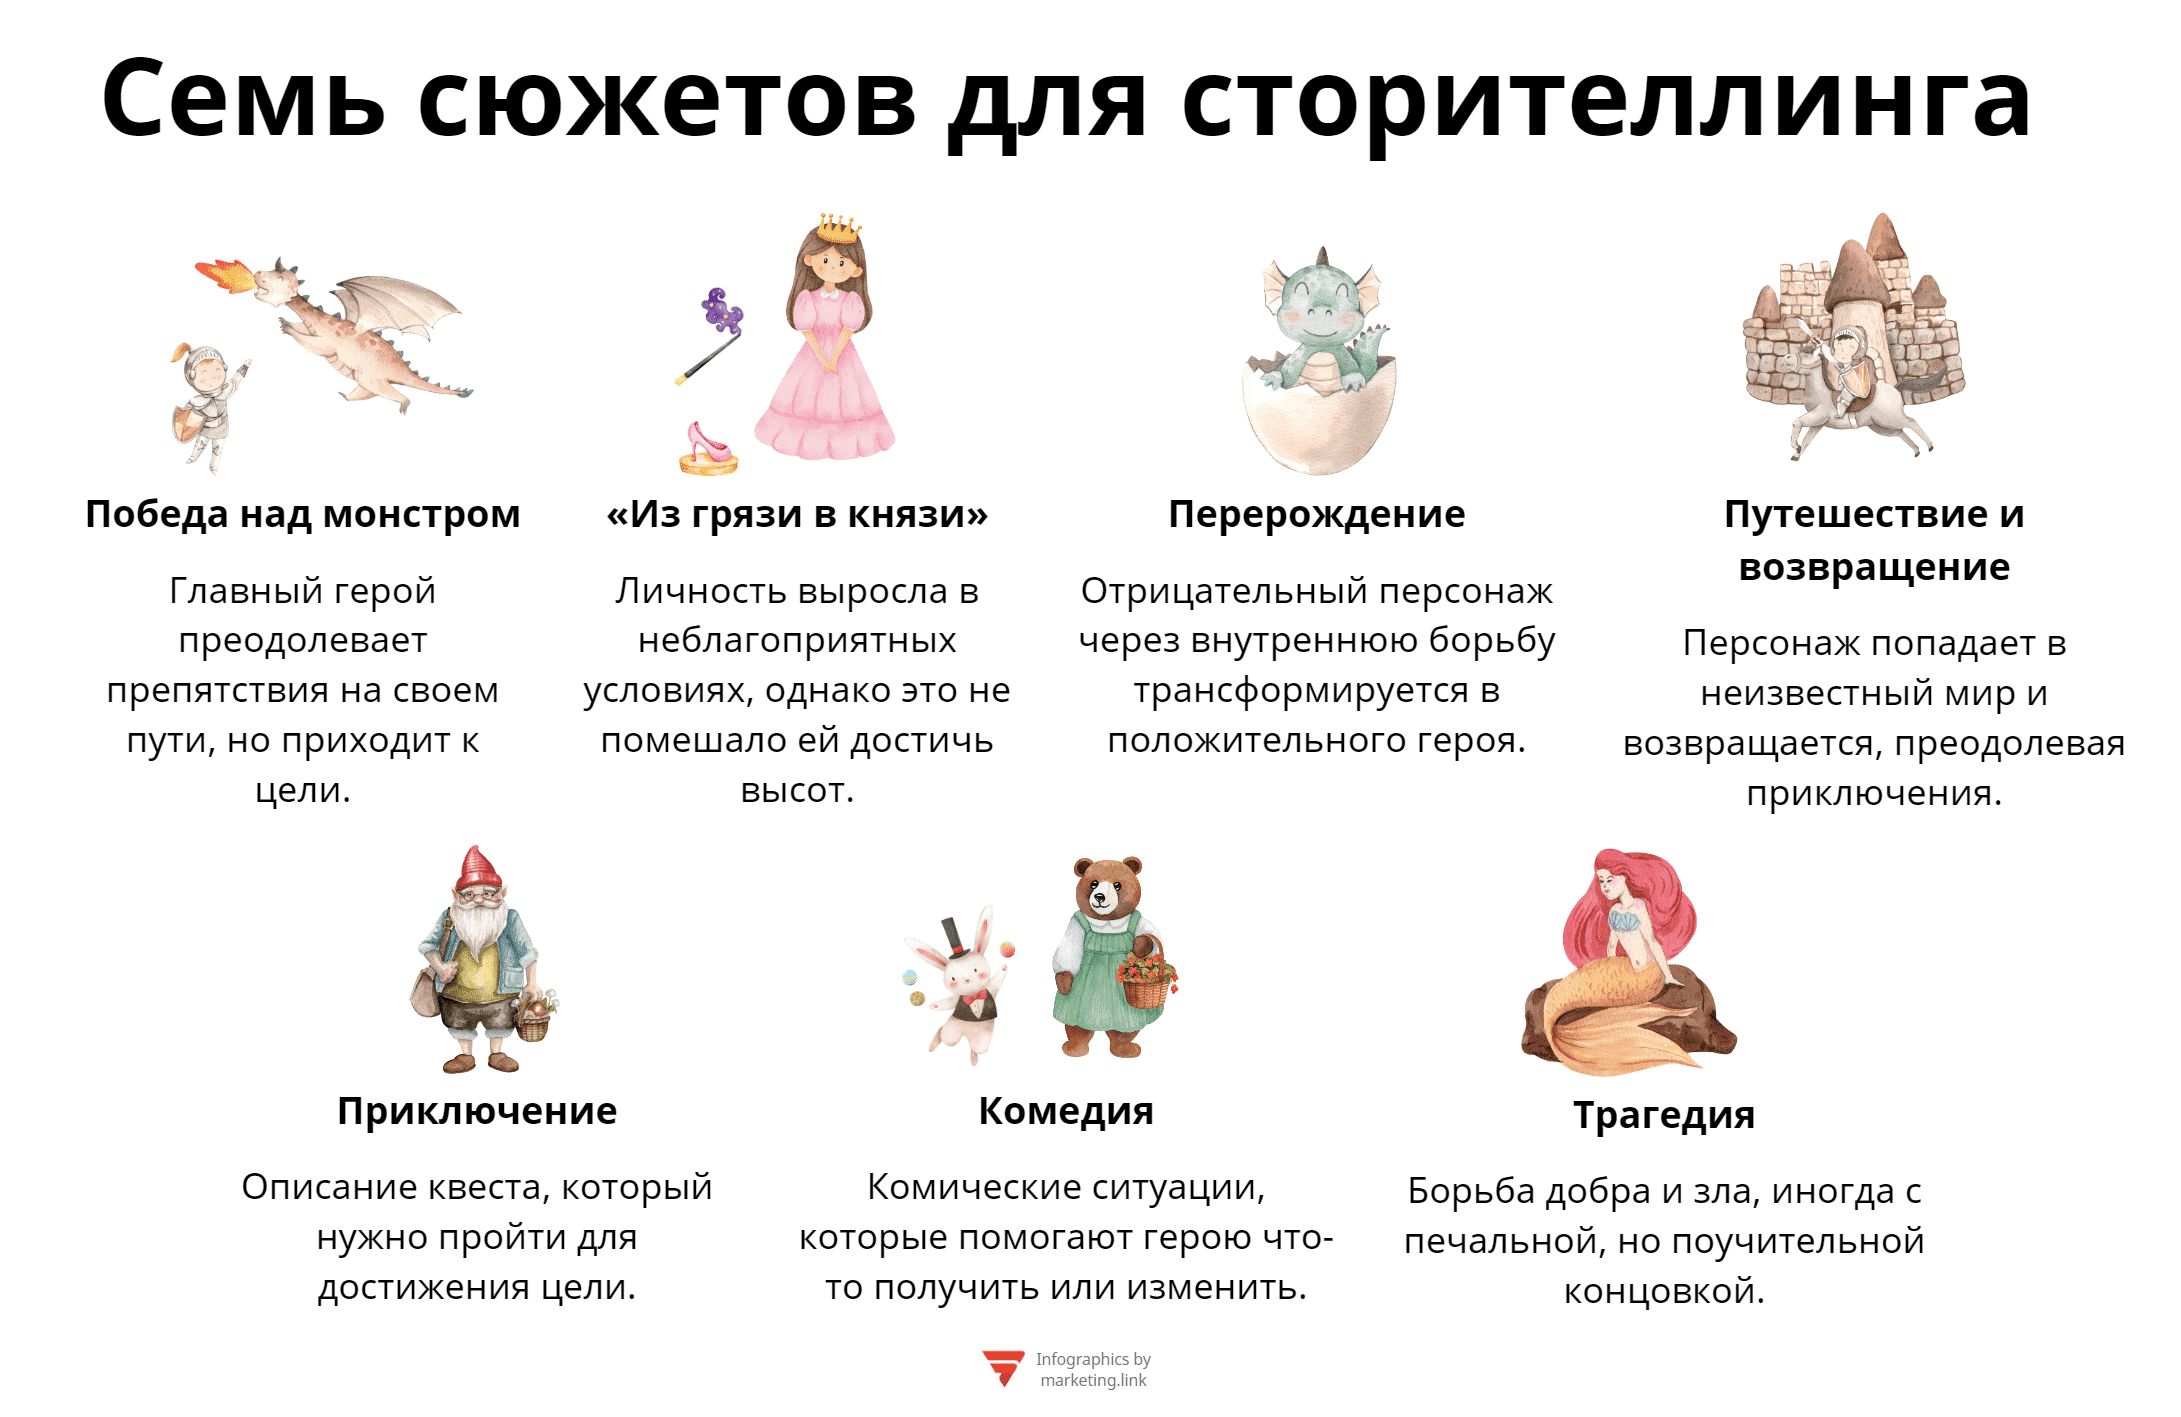 Семь сюжетов для сторителлинга
Победа над монстром
Главный герой
преодолевает
препятствия на своем
пути, но приходит к
цели.
«Из грязи в князи»
Личность выросла в
неблагоприятных
условиях, однако это не
помешало ей достичь
высот.
Перерождение
Отрицательный персонаж
через внутреннюю борьбу
трансформируется в
положительного героя.
Путешествие и
возвращение
Персонаж попадает в
неизвестный мир и
возвращается, преодолевая
приключения.
Приключение
Описание квеста, который
нужно пройти для
достижения цели.
Комедия
Комические ситуации,
которые помогают герою что-
то получить или изменить.
Трагедия
Борьба добра и зла, иногда с
печальной, но поучительной
концовкой.
Infographics by
marketing.link